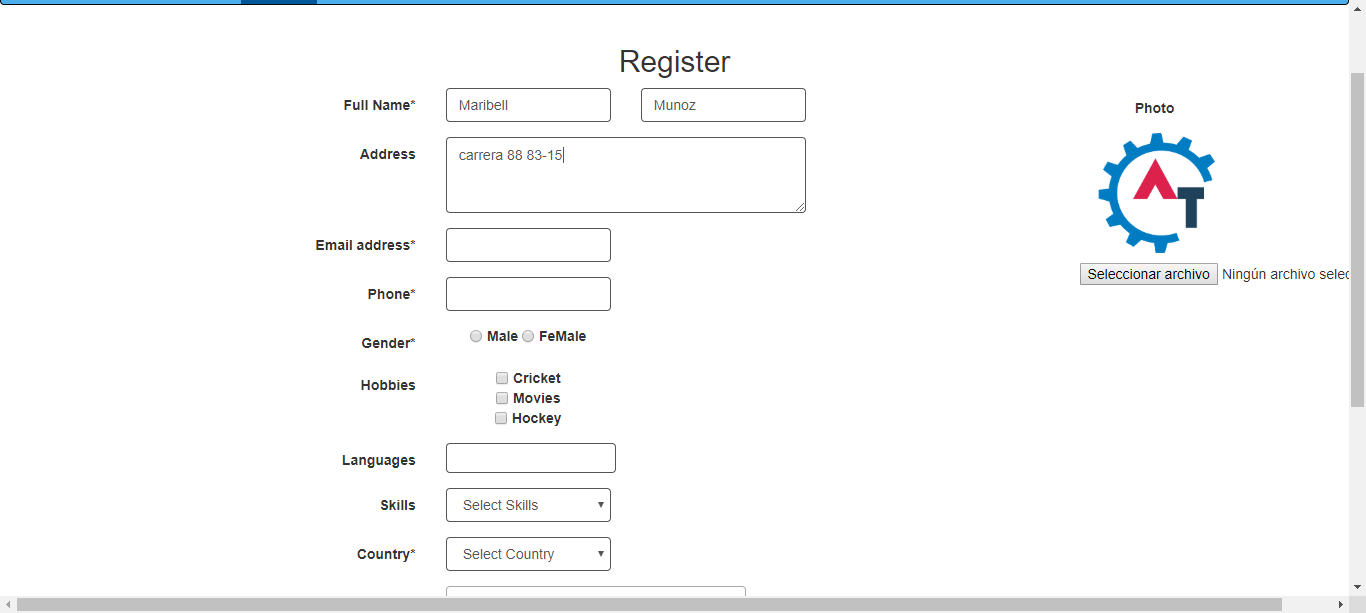 Register
Full Name* Maribell Munoz
Photo
Address carrera 88 83-15
AT
Email address*
Seleccionar archivo Ningún archivo selec
Phone*
Gender* Male FeMale
Hobbies Cricket
Movies
Hockey
Languages
Skills Select Skills
Country* Select Country